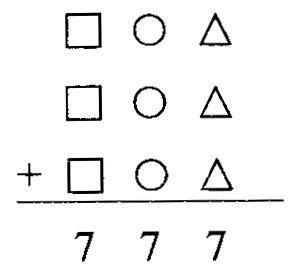 □ ○ △
□ ○ △
+ □ ○ △
7 7 7